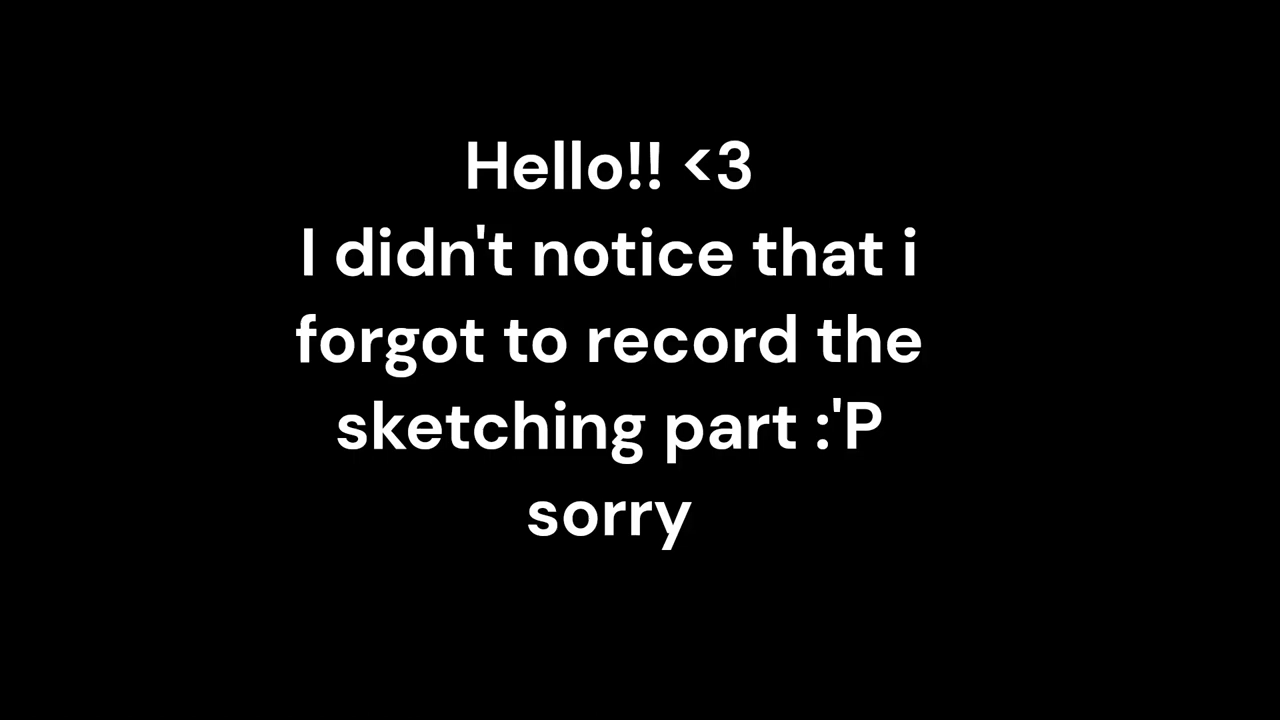 Hello!! <3
I didn't notice that i
forgot to record the
sketching part :'P
sorry